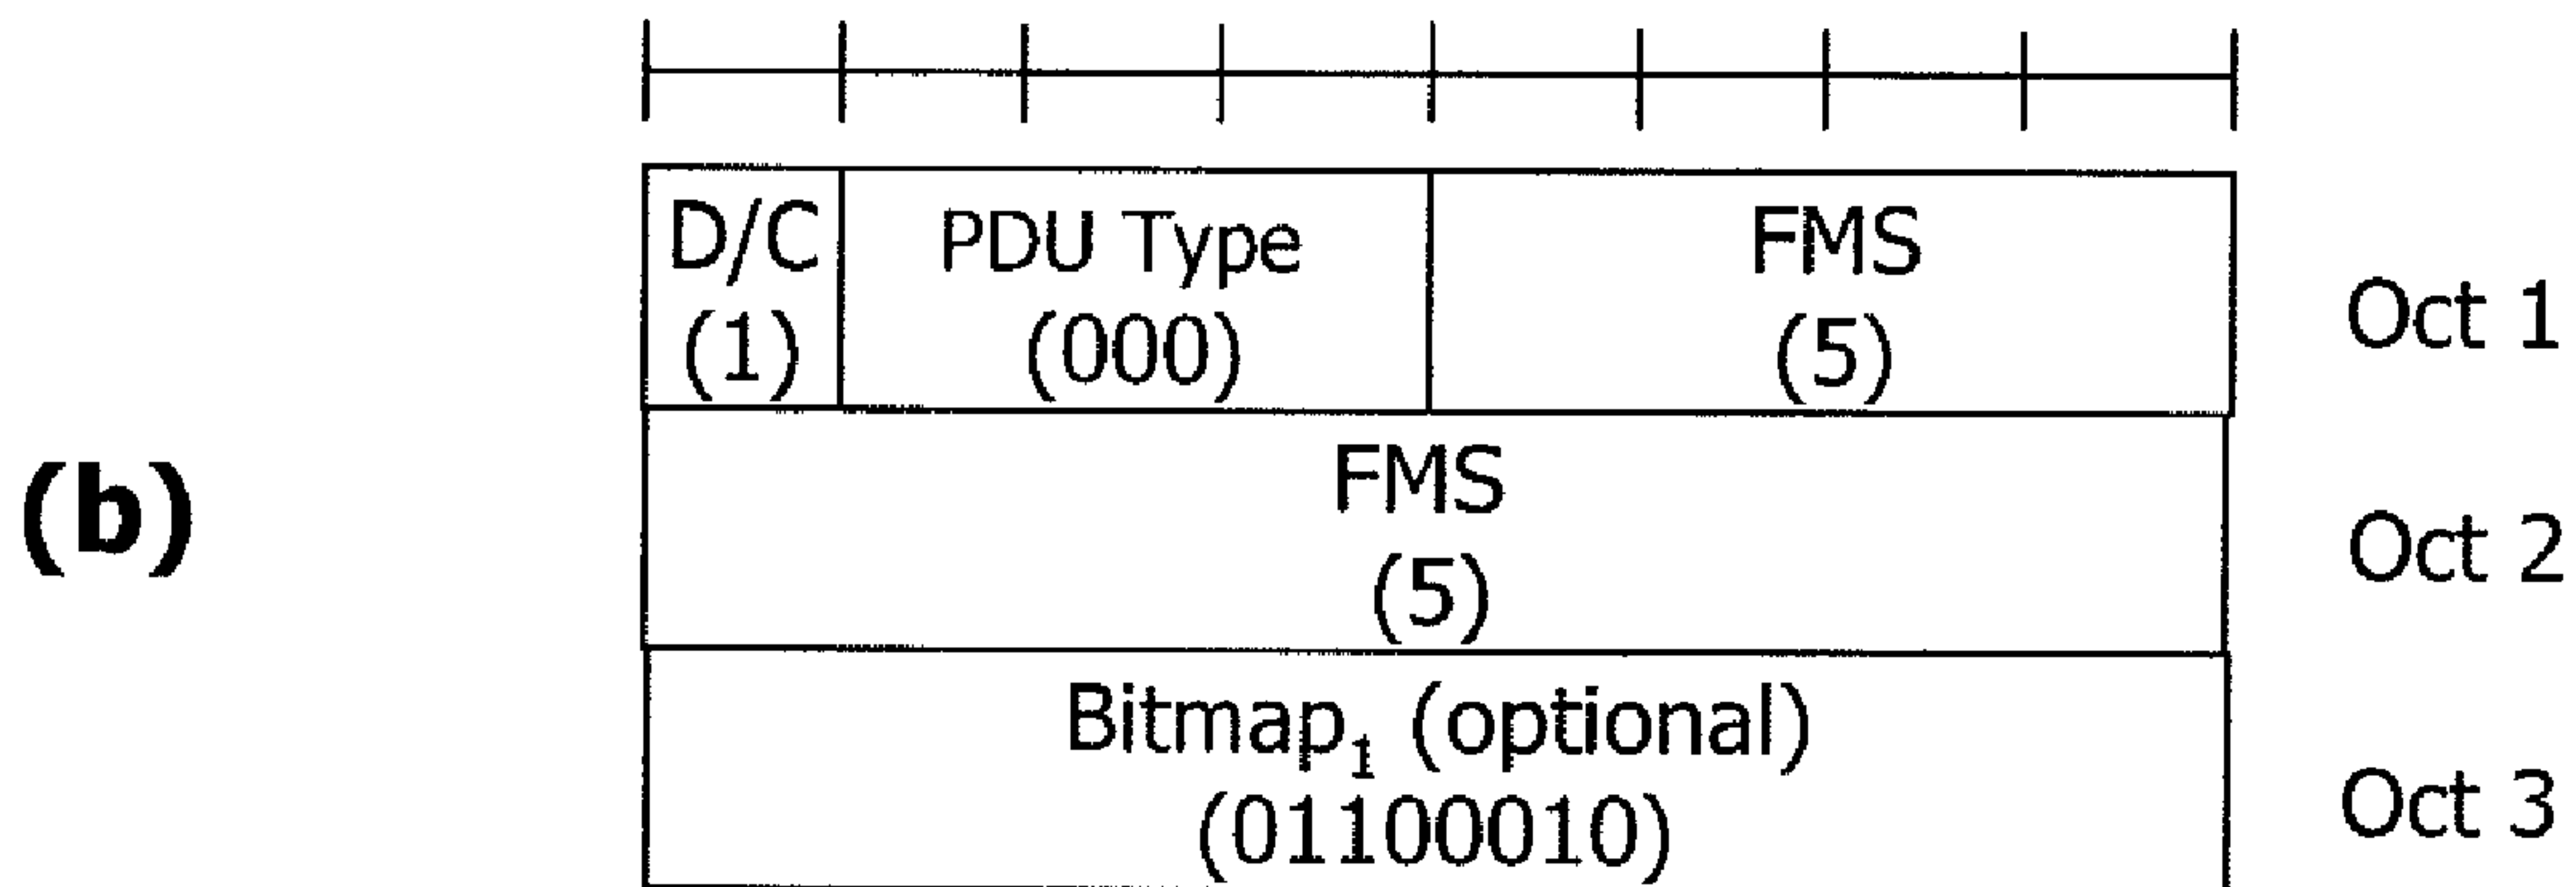 D/C PDU Type FMS
(1) (000) (5) Oct 1
(b)
FMS
(5) Oct 2
Bitmap₁ (optional)
(01100010) Oct 3